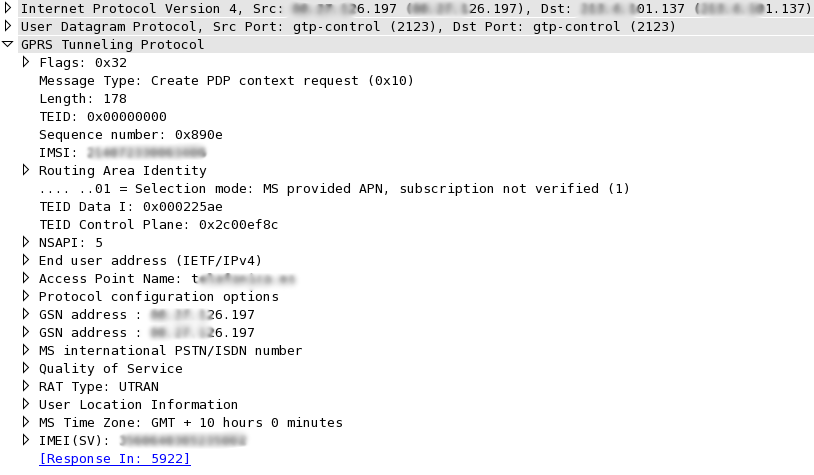 Internet Protocol Version 4, Src: 26.197 ( 26.197), Dst: 01.137 ( 1.137)
User Datagram Protocol, Src Port: gtp-control (2123), Dst Port: gtp-control (2123)
GPRS Tunneling Protocol
Flags: 0x32
Message Type: Create PDP context request (0x10)
Length: 178
TEID: 0x00000000
Sequence number: 0x890e
IMSI:
Routing Area Identity
.... ..01 = Selection mode: MS provided APN, subscription not verified (1)
TEID Data I: 0x000225ae
TEID Control Plane: 0x2c00ef8c
NSAPI: 5
End user address (IETF/IPv4)
Access Point Name:
Protocol configuration options
GSN address : 26.197
GSN address : 26.197
MS international PSTN/ISDN number
Quality of Service
RAT Type: UTRAN
User Location Information
MS Time Zone: GMT + 10 hours 0 minutes
IMEI(SV):
[Response In: 5922]